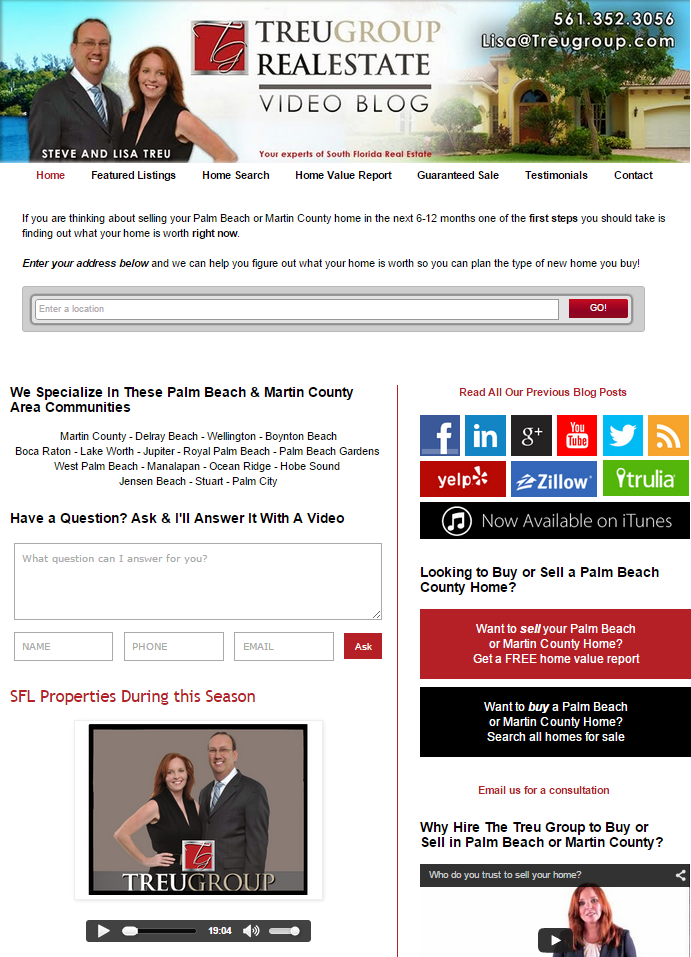 561.352.3056
Lisa@Treugroup.com
TG
TREUGROUP
REALESTATE
VIDEO BLOG
STEVE AND LISA TREU
Your experts of South Florida Real Estate
Home Featured Listings Home Search Home Value Report Guaranteed Sale Testimonials Contact
If you are thinking about selling your Palm Beach or Martin County home in the next 6-12 months one of the first steps you should take is
finding out what your home is worth right now.
Enter your address below and we can help you figure out what your home is worth so you can plan the type of new home you buy!
Enter a location GO!
We Specialize In These Palm Beach & Martin County
Area Communities
Martin County - Delray Beach - Wellington - Boynton Beach
Boca Raton - Lake Worth - Jupiter - Royal Palm Beach - Palm Beach Gardens
West Palm Beach - Manalapan - Ocean Ridge - Hobe Sound
Jensen Beach - Stuart - Palm City
Have a Question? Ask & I'll Answer It With A Video
What question can I answer for you?
NAME PHONE EMAIL Ask
SFL Properties During this Season
TG
TREUGROUP
19:04
Read All Our Previous Blog Posts
f in g+ You Tube
yelp Zillow trulia
Now Available on iTunes
Looking to Buy or Sell a Palm Beach
County Home?
Want to sell your Palm Beach
or Martin County Home?
Get a FREE home value report
Want to buy a Palm Beach
or Martin County Home?
Search all homes for sale
Email us for a consultation
Why Hire The Treu Group to Buy or
Sell in Palm Beach or Martin County?
Who do you trust to sell your home?